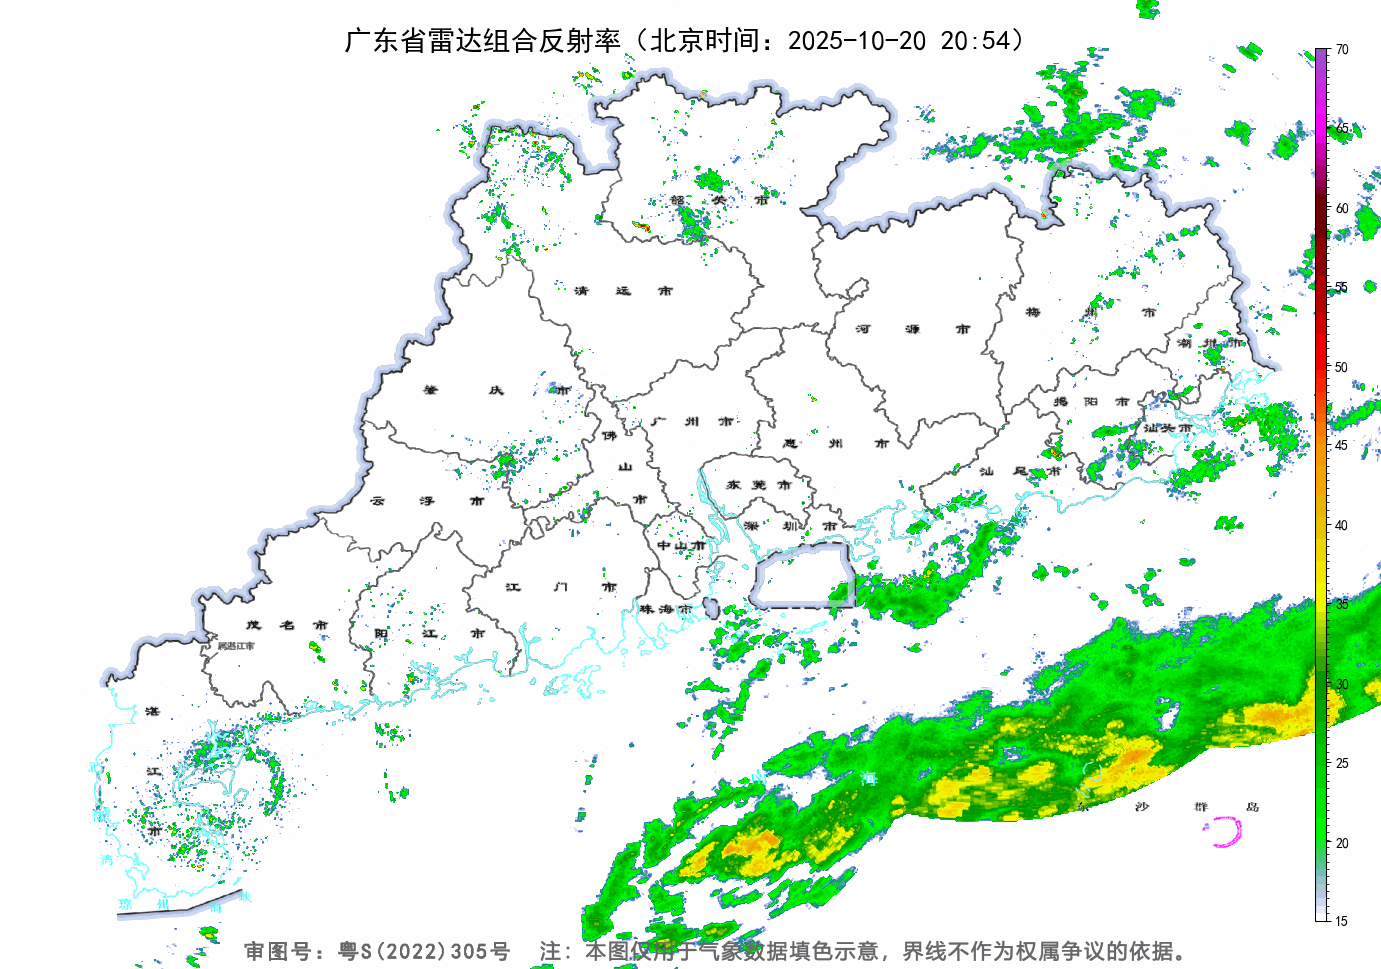 广东省雷达组合反射率（北京时间：2025-10-20 20:54）
70
65
60
55
50
45
40
35
30
25
20
15
韶关市
清远市
河源市
梅州市
潮州市
肇庆市
广州市
佛山市
惠州市
揭阳市
汕头市
汕尾市
云浮市
东莞市
深圳市
中山市
江门市
珠海市
茂名市
阳江市
属湛江市
湛江市
湾
琼州海峡
海
东沙群岛
审图号：粤S(2022)305号 注：本图仅用于气象数据填色示意，界线不作为权属争议的依据。